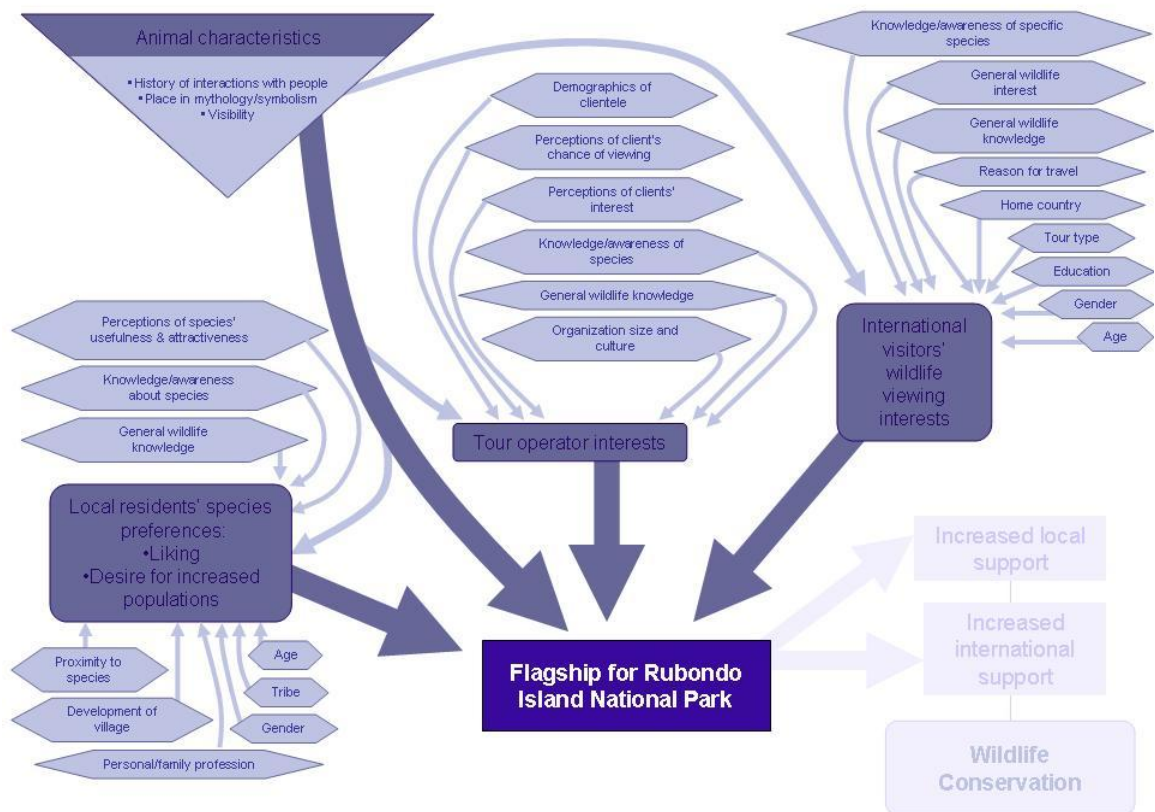 Animal characteristics
▪History of interactions with people
▪Place in mythology/symbolism
▪Visibility
Demographics of
clientele
Perceptions of client's
chance of viewing
Perceptions of clients'
interest
Knowledge/awareness of
species
General wildlife knowledge
Organization size and
culture
Knowledge/awareness of specific
species
General wildlife
interest
General wildlife
knowledge
Reason for travel
Home country
Tour type
Education
Gender
Age
Perceptions of species'
usefulness & attractiveness
Knowledge/awareness
about species
General wildlife
knowledge
Tour operator interests
International
visitors'
wildlife
viewing
interests
Local residents' species
preferences:
•Liking
•Desire for increased
populations
Proximity to
species
Development of
village
Personal/family profession
Age
Tribe
Gender
Flagship for Rubondo
Island National Park
Increased local
support
Increased
international
support
Wildlife
Conservation